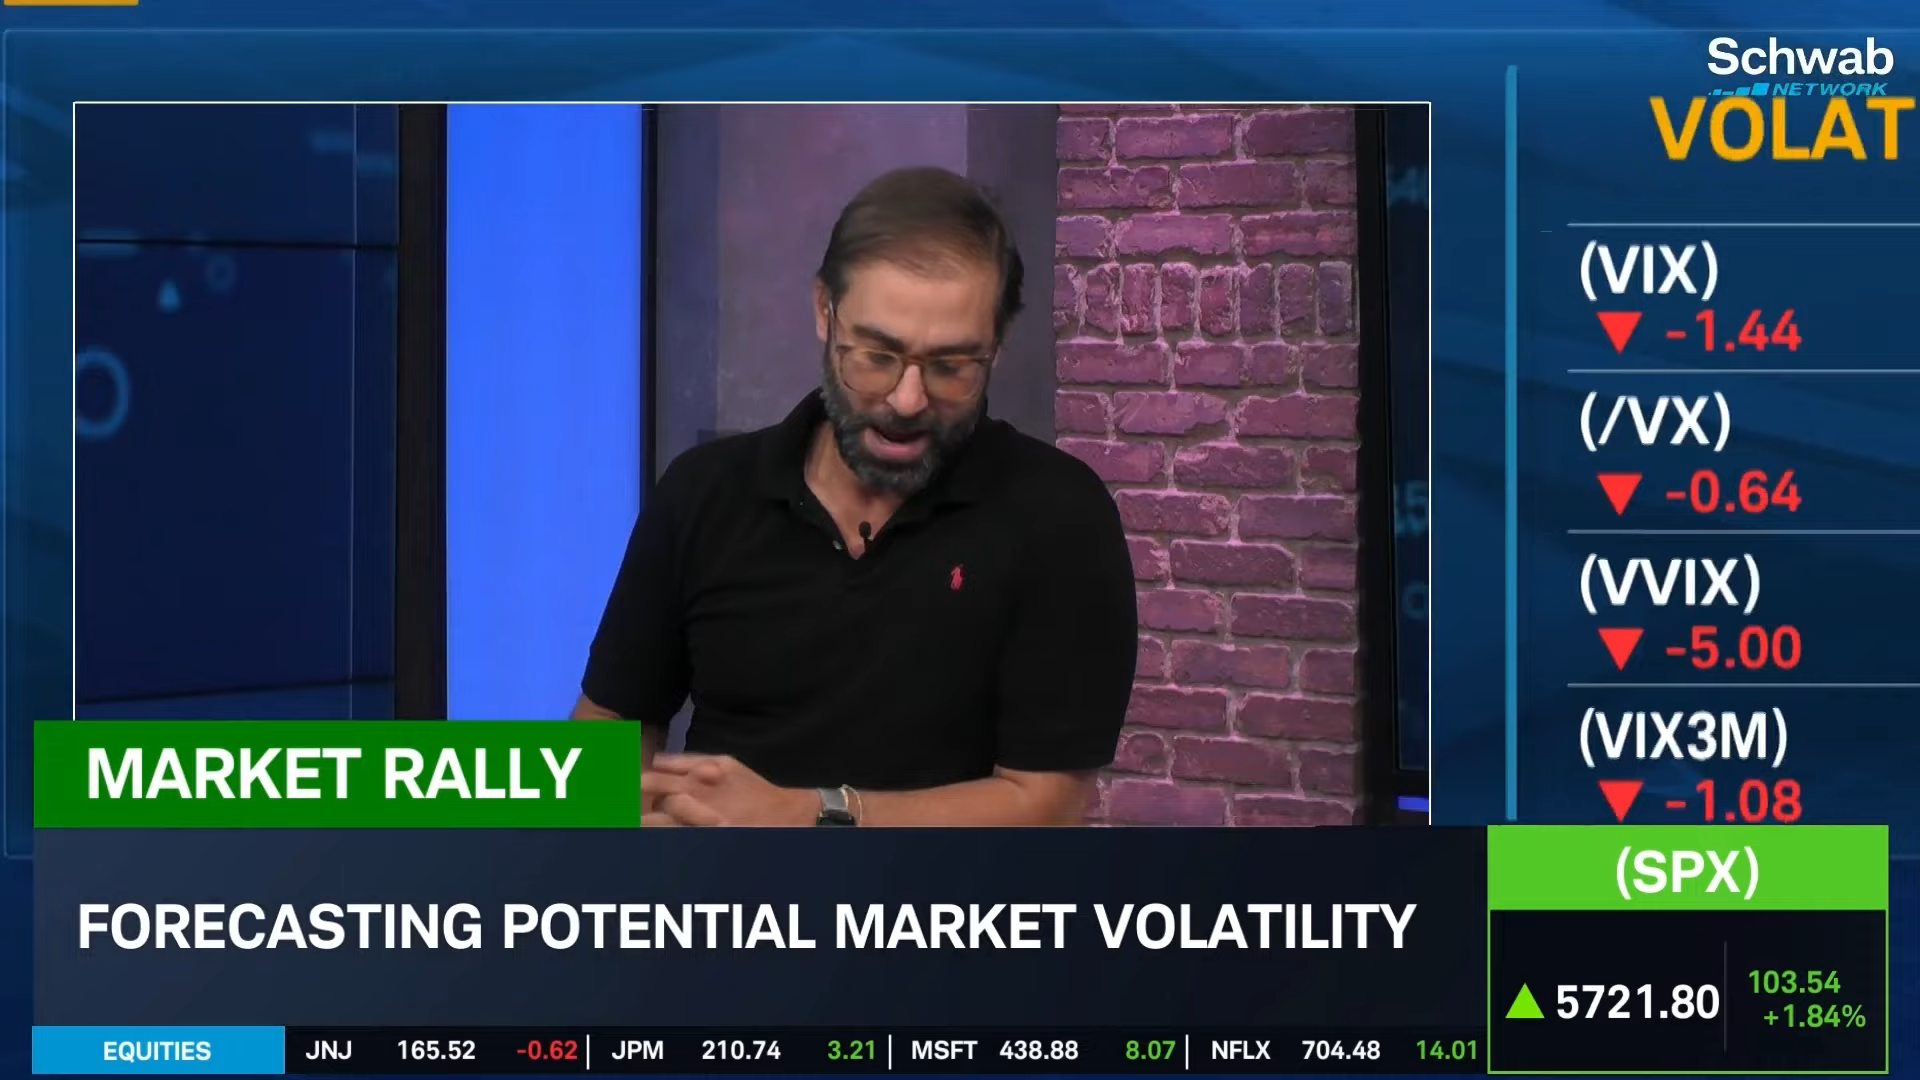 Schwab
NETWORK
VOLAT
(VIX)
▼ -1.44
(/VX)
▼ -0.64
(VVIX)
▼ -5.00
(VIX3M)
▼ -1.08
MARKET RALLY
FORECASTING POTENTIAL MARKET VOLATILITY
(SPX)
▲ 5721.80
103.54
+1.84%
EQUITIES JNJ 165.52 -0.62 JPM 210.74 3.21 MSFT 438.88 8.07 NFLX 704.48 14.01